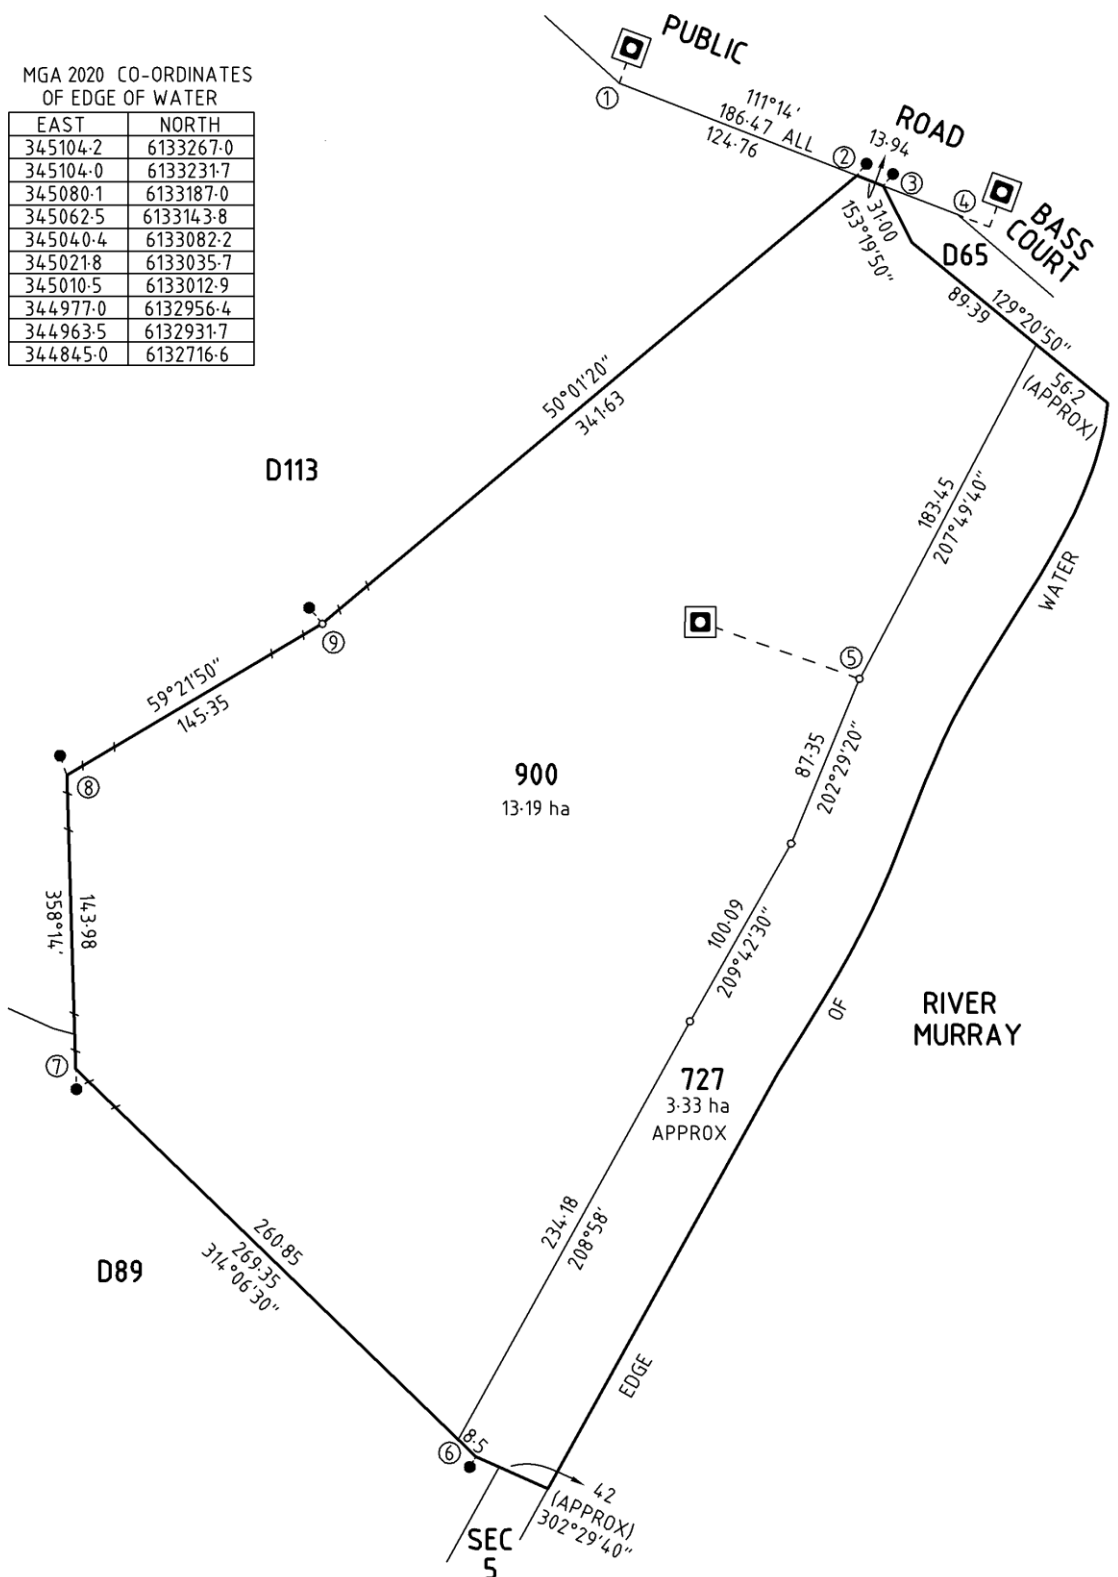 MGA 2020 CO-ORDINATES
OF EDGE OF WATER
EAST NORTH
345104·2 6133267·0
345104·0 6133231·7
345080·1 6133187·0
345062·5 6133143·8
345040·4 6133082·2
345021·8 6133035·7
345010·5 6133012·9
344977·0 6132956·4
344963·5 6132931·7
344845·0 6132716·6
PUBLIC
ROAD
1
111°14'
186·47 ALL
124·76
2
13·94
3
4
BASS
COURT
31·00
153°19'50"
D65
129°20'50"
89·39
56·2
(APPROX)
50°01'20"
341·63
D113
183·45
207°49'40"
WATER
9
5
59°21'50"
145·35
8
87·35
202°29'20"
900
13·19 ha
143·98
358°14'
100·09
209°42'30"
OF
RIVER
MURRAY
7
727
3·33 ha
APPROX
234·18
208°58'
260·85
269·35
314°06'30"
D89
EDGE
6
8·5
42
(APPROX)
302°29'40"
SEC
5